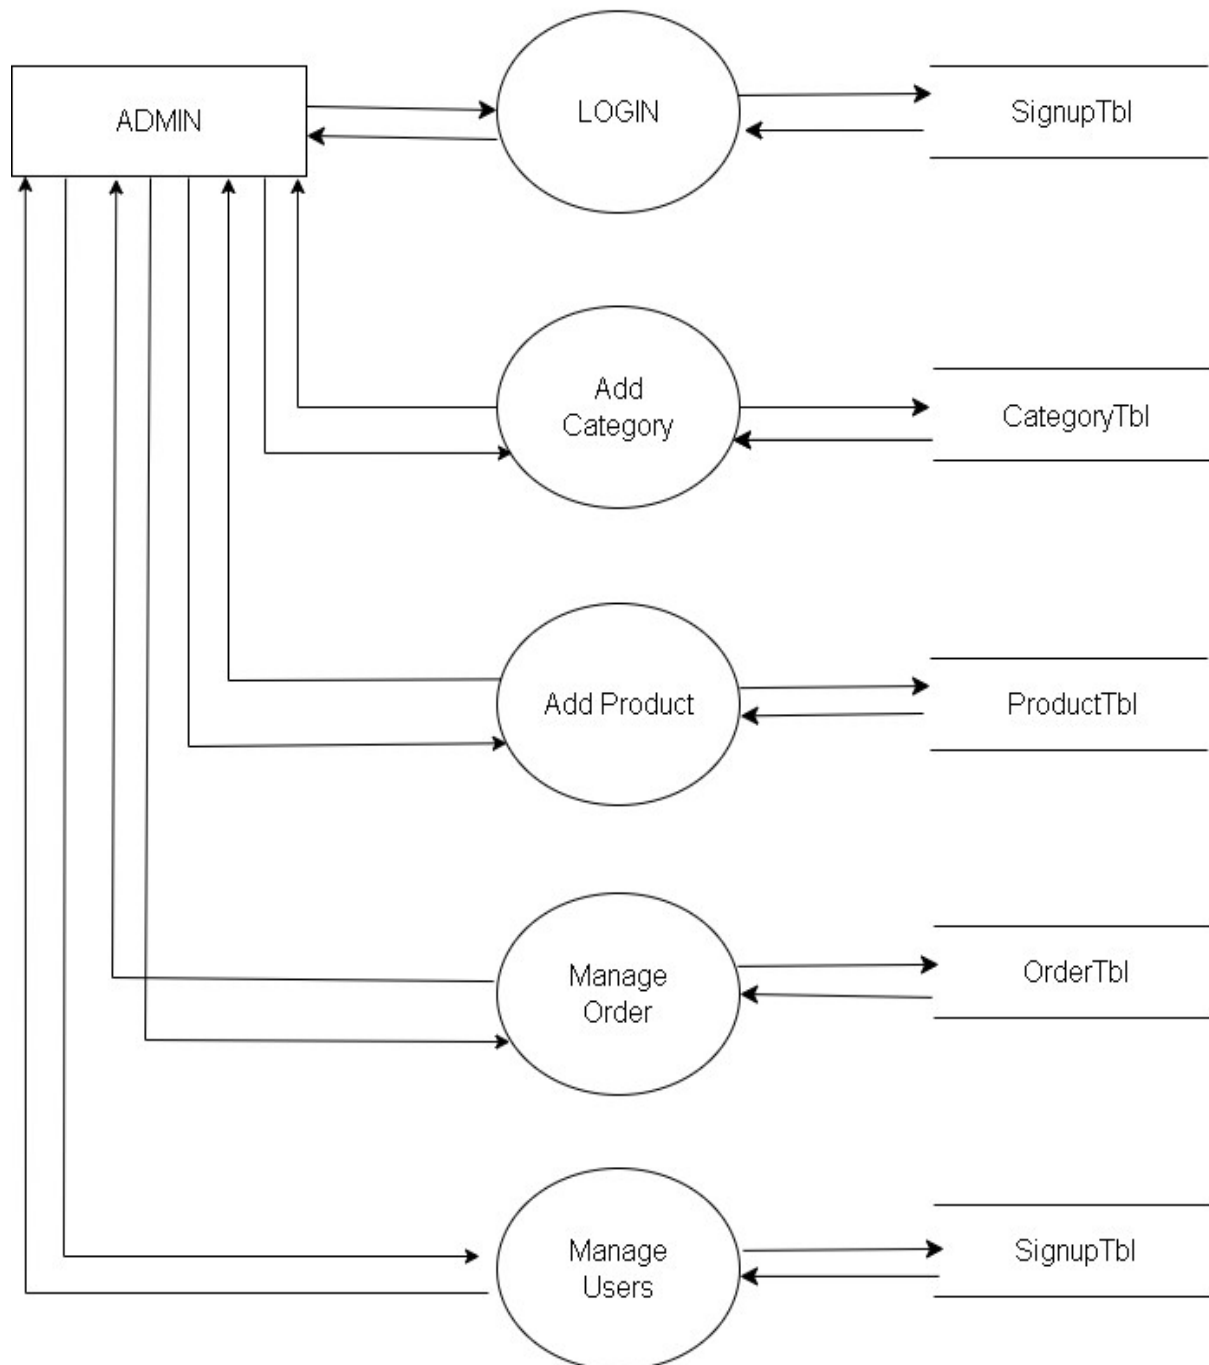 ADMIN
LOGIN
SignupTbl
Add
Category
CategoryTbl
Add Product
ProductTbl
Manage
Order
OrderTbl
Manage
Users
SignupTbl